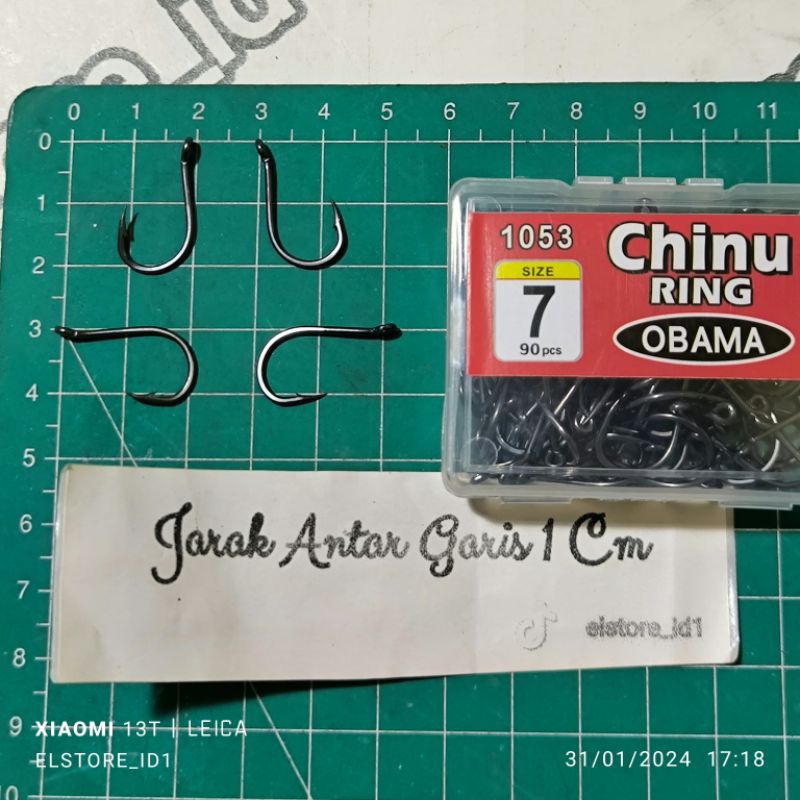 0 1 2 3 4 5 6 7 8 9 10 11
0
1
2
3
4
5
6
7
8
9
10
1053
Chinu
RING
SIZE
7
90 pcs
OBAMA
Jarak Antar Garis 1 Cm
elstore_id1
XIAOMI 13T | LEICA
ELSTORE_ID1
31/01/2024 17:18